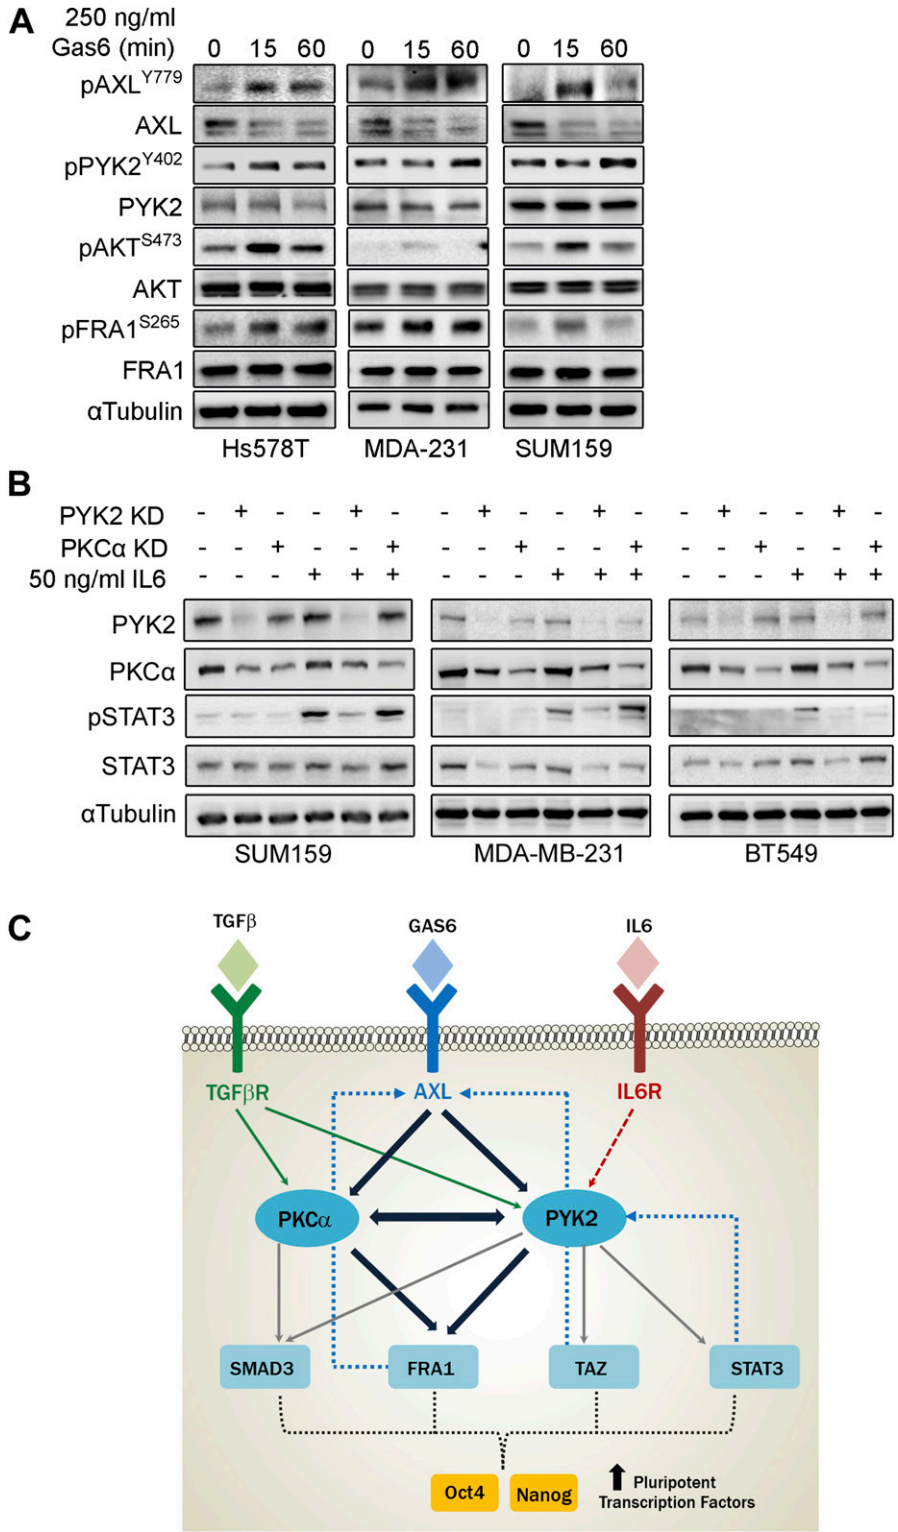 A
250 ng/ml
Gas6 (min) 0 15 60 0 15 60 0 15 60
pAXLY779
AXL
pPYK2Y402
PYK2
pAKTS473
AKT
pFRA1S265
FRA1
αTubulin
Hs578T MDA-231 SUM159
B
PYK2 KD - + - - + - - + - - + - - + - - + -
PKCα KD - - + - - + - - + - - + - - + - - +
50 ng/ml IL6 - - - + + + - - - + + + - - - + + +
PYK2
PKCα
pSTAT3
STAT3
αTubulin
SUM159 MDA-MB-231 BT549
C
TGFβ GAS6 IL6
TGFβR AXL IL6R
PKCα PYK2
SMAD3 FRA1 TAZ STAT3
Oct4 Nanog Pluripotent
Transcription Factors